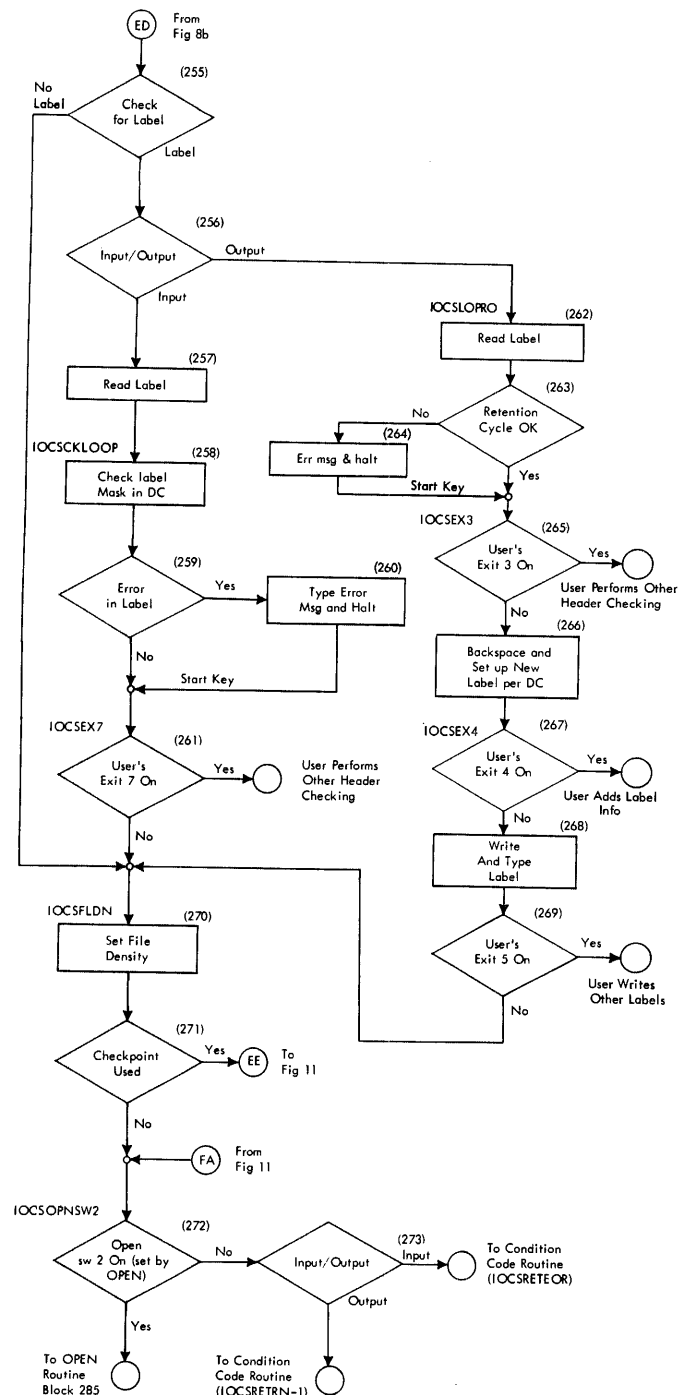 ED
From
Fig 8b
(255)
No
Label
Check
for Label
Label
(256)
Input/Output
Output
Input
(257)
Read Label
IOCSCKLOOP
(258)
Check label
Mask in DC
(259)
Error
in Label
Yes
No
(260)
Type Error
Msg and Halt
Start Key
IOCSEX7
(261)
User's
Exit 7 On
Yes
User Performs
Other Header
Checking
No
IOCSLOPRO
(262)
Read Label
(263)
Retention
Cycle OK
No
(264)
Err msg & halt
Yes
Start Key
IOCSEX3
(265)
User's
Exit 3 On
Yes
User Performs Other
Header Checking
No
(266)
Backspace and
Set up New
Label per DC
IOCSEX4
(267)
User's
Exit 4 On
Yes
User Adds Label
Info
No
(268)
Write
And Type
Label
(269)
User's
Exit 5 On
Yes
User Writes
Other Labels
No
IOCSFLDN
(270)
Set File
Density
(271)
Checkpoint
Used
Yes
EE
To
Fig 11
No
FA
From
Fig 11
IOCSOPNSW2
(272)
Open
sw 2 On (set by
OPEN)
No
Yes
(273)
Input/Output
Input
To Condition
Code Routine
(IOCSRETEOR)
Output
To OPEN
Routine
Block 285
To Condition
Code Routine
(IOCSRETRN-1)